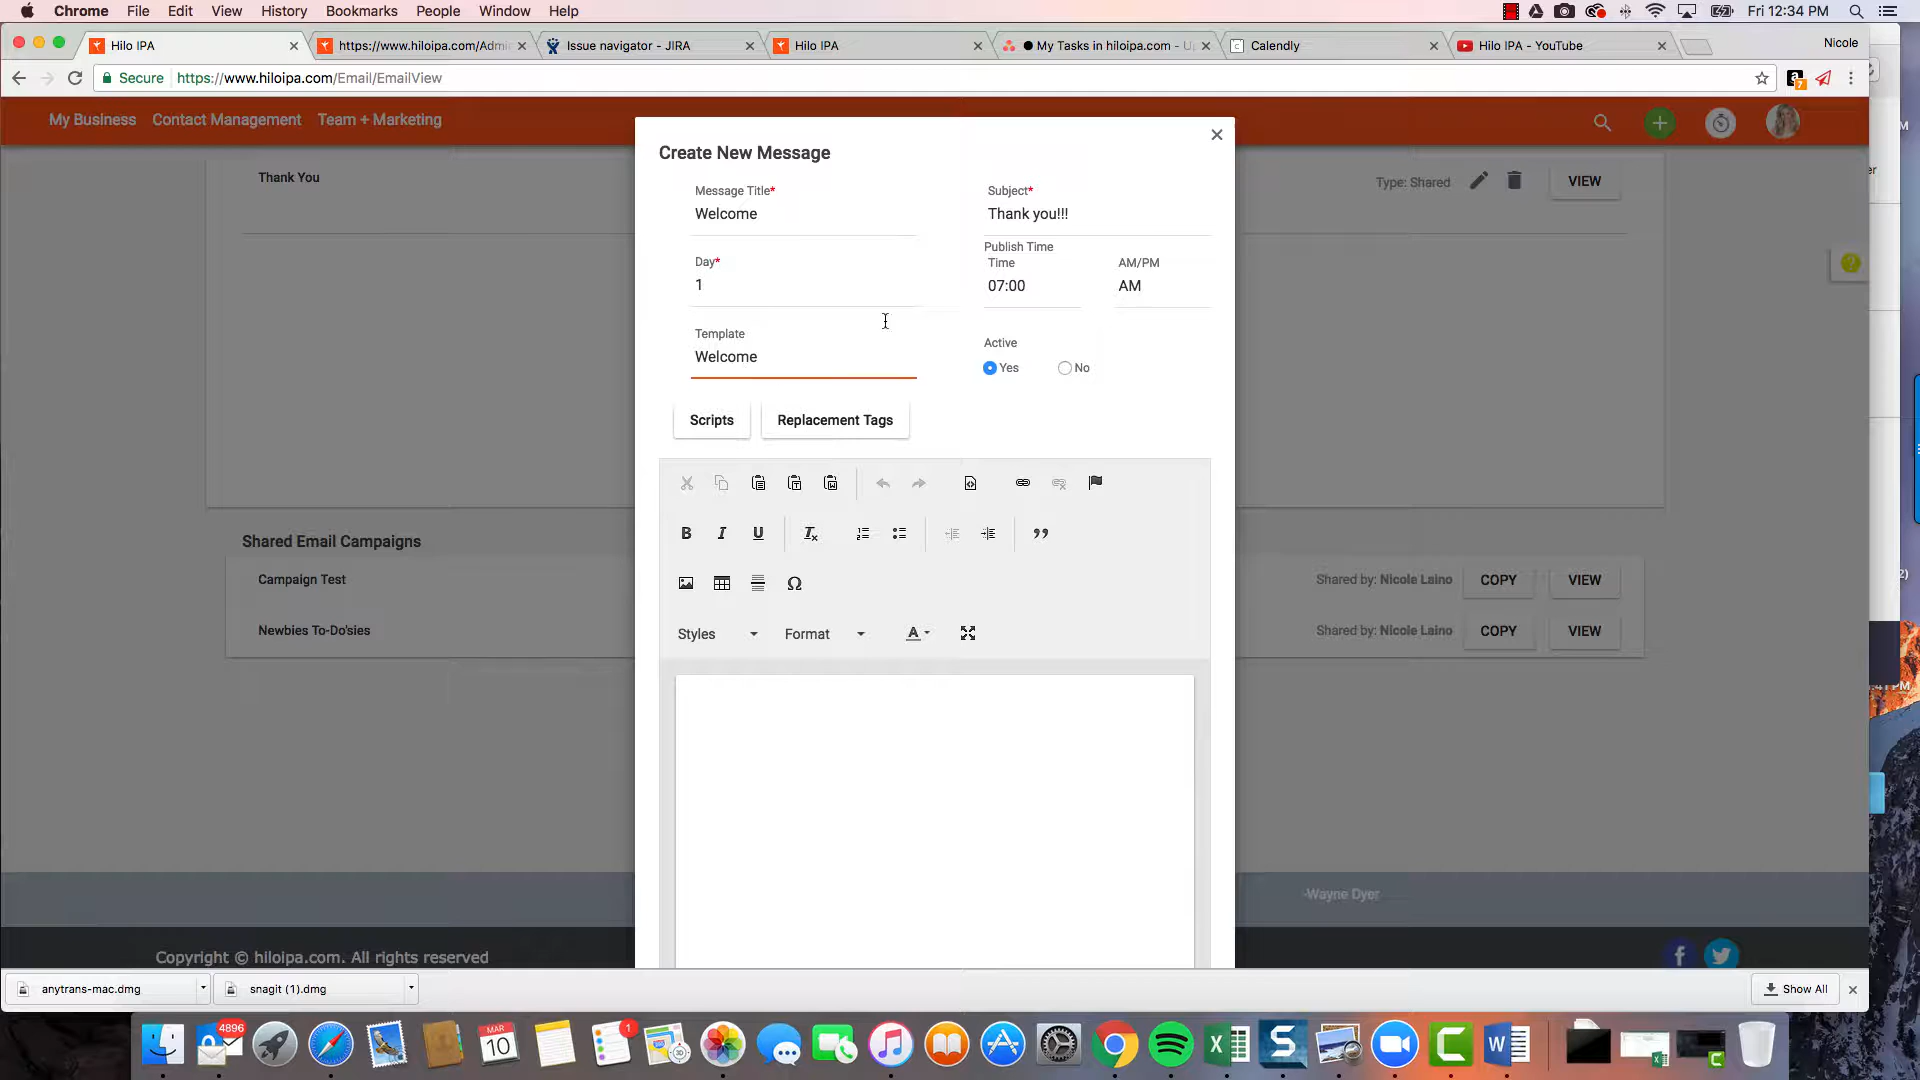 Chrome File Edit View History Bookmarks People Window Help
Fri 12:34 PM
Hilo IPA
https://www.hiloipa.com/Admi
Issue navigator - JIRA
Hilo IPA
My Tasks in hiloipa.com - U
Calendly
Hilo IPA - YouTube
Nicole
Secure https://www.hiloipa.com/Email/EmailView
7
My Business Contact Management Team + Marketing
Create New Message
Thank You
Type: Shared
VIEW
Message Title*
Welcome
Subject*
Thank you!!!
Day*
1
Publish Time
Time
07:00
AM/PM
AM
Template
Welcome
Active
Yes
No
Scripts
Replacement Tags
Styles
Format
Shared Email Campaigns
Campaign Test
Shared by: Nicole Laino
COPY
VIEW
Newbies To-Do'sies
Shared by: Nicole Laino
COPY
VIEW
-Wayne Dyer
Copyright © hiloipa.com. All rights reserved
anytrans-mac.dmg
snagit (1).dmg
Show All
4896
MAR
10
1